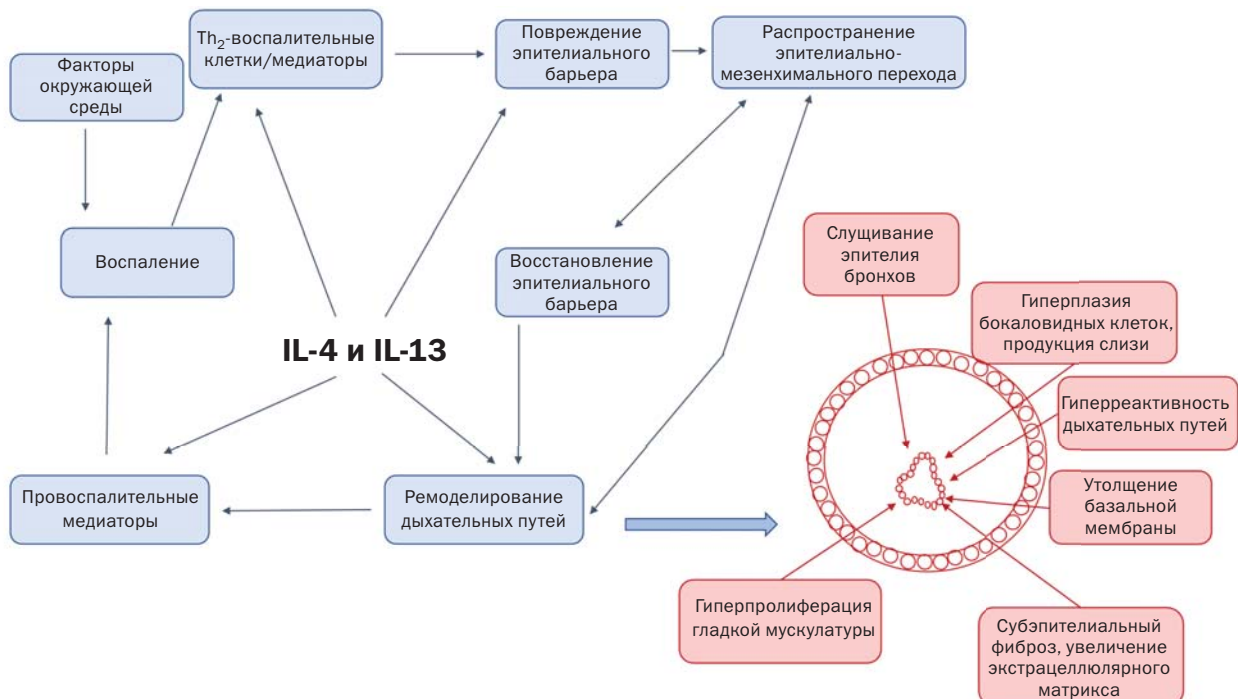 Факторы
окружающей
среды
Th₂-воспалительные
клетки/медиаторы
Повреждение
эпителиального
барьера
Распространение
эпителиально-
мезенхимального перехода
Воспаление
Восстановление
эпителиального
барьера
IL-4 и IL-13
Провоспалительные
медиаторы
Ремоделирование
дыхательных путей
Слущивание
эпителия
бронхов
Гиперплазия
бокаловидных клеток,
продукция слизи
Гиперреактивность
дыхательных путей
Утолщение
базальной
мембраны
Гиперпролиферация
гладкой мускулатуры
Субэпителиальный
фиброз, увеличение
экстрацеллюлярного
матрикса